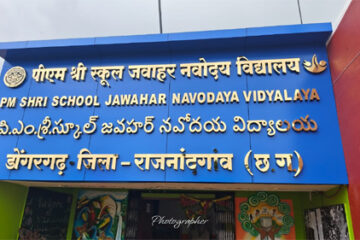 पीएम श्री स्कूल जवाहर नवोदय विद्यालय
PM SHRI SCHOOL JAWAHAR NAVODAYA VIDYALAYA
పి.ఎం.శ్రీ.స్కూల్ జవహర్ నవోదయ విద్యాలయ
डोंगरगढ़ - जिला - राजनांदगांव (छ.ग)
Photographer